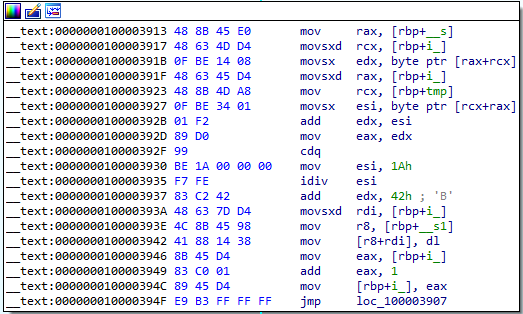 __text:0000000100003913 48 8B 45 E0 mov rax, [rbp+__s]
__text:0000000100003917 48 63 4D D4 movsxd rcx, [rbp+i_]
__text:000000010000391B 0F BE 14 08 movsx edx, byte ptr [rax+rcx]
__text:000000010000391F 48 63 45 D4 movsxd rax, [rbp+i_]
__text:0000000100003923 48 8B 4D A8 mov rcx, [rbp+tmp]
__text:0000000100003927 0F BE 34 01 movsx esi, byte ptr [rcx+rax]
__text:000000010000392B 01 F2 add edx, esi
__text:000000010000392D 89 D0 mov eax, edx
__text:000000010000392F 99 cdq
__text:0000000100003930 BE 1A 00 00 00 mov esi, 1Ah
__text:0000000100003935 F7 FE idiv esi
__text:0000000100003937 83 C2 42 add edx, 42h ; 'B'
__text:000000010000393A 48 63 7D D4 movsxd rdi, [rbp+i_]
__text:000000010000393E 4C 8B 45 98 mov r8, [rbp+__s1]
__text:0000000100003942 41 88 14 38 mov [r8+rdi], dl
__text:0000000100003946 8B 45 D4 mov eax, [rbp+i_]
__text:0000000100003949 83 C0 01 add eax, 1
__text:000000010000394C 89 45 D4 mov [rbp+i_], eax
__text:000000010000394F E9 B3 FF FF FF jmp loc_100003907